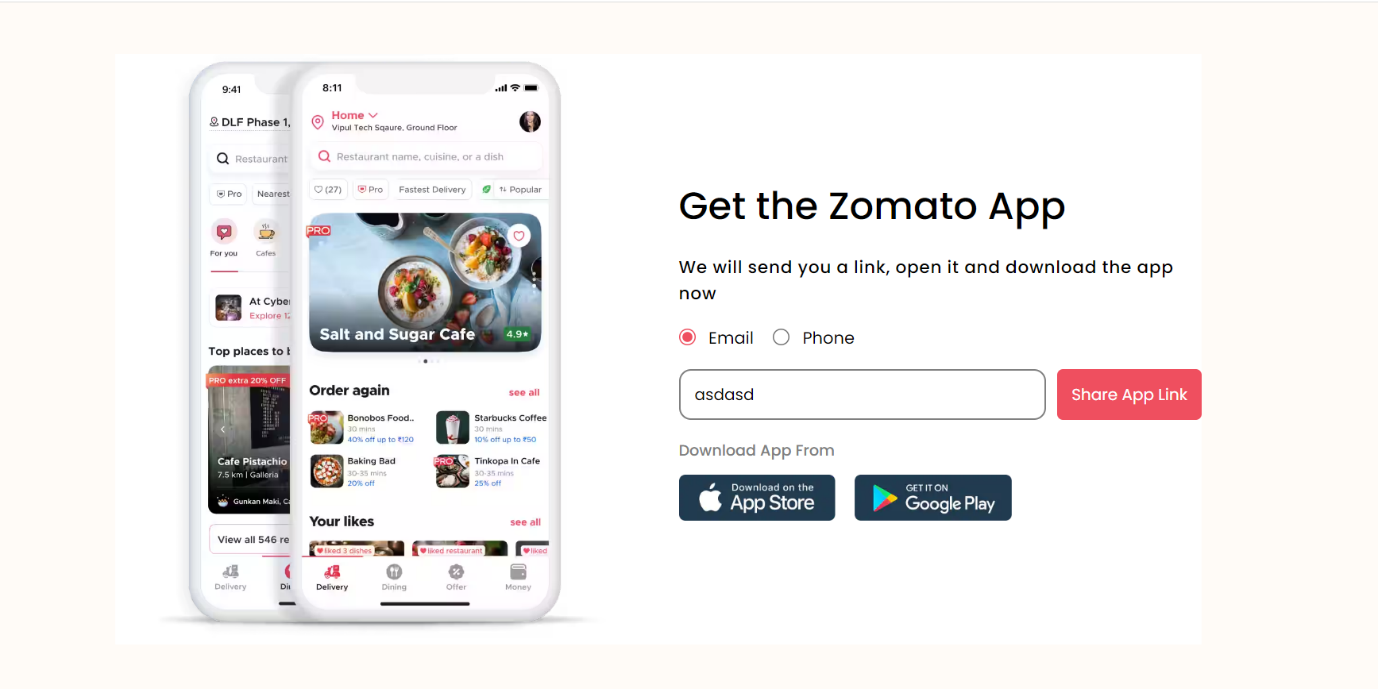 9:41
DLF Phase 1,
Restaurant
Pro
Nearest
For you
Cafes
At Cyber
Explore 12
Top places to b
PRO extra 20% OFF
Cafe Pistachio
7.5 km | Galleria
Gunkan Maki, Ca
View all 546 re
Delivery
Di
8:11
Home
Vipul Tech Sqaure, Ground Floor
Restaurant name, cuisine, or a dish
(27)
Pro
Fastest Delivery
Popular
PRO
Salt and Sugar Cafe
4.9★
Order again
see all
PRO
Bonobos Food..
30 mins
40% off up to ₹120
Starbucks Coffee
30 mins
10% off up to ₹50
Baking Bad
30-35 mins
20% off
PRO
Tinkopa In Cafe
30-35 mins
25% off
Your likes
see all
liked 3 dishes
liked restaurant
liked
Delivery
Dining
Offer
Money
Get the Zomato App
We will send you a link, open it and download the app
now
Email
Phone
asdasd
Share App Link
Download App From
Download on the
App Store
GET IT ON
Google Play